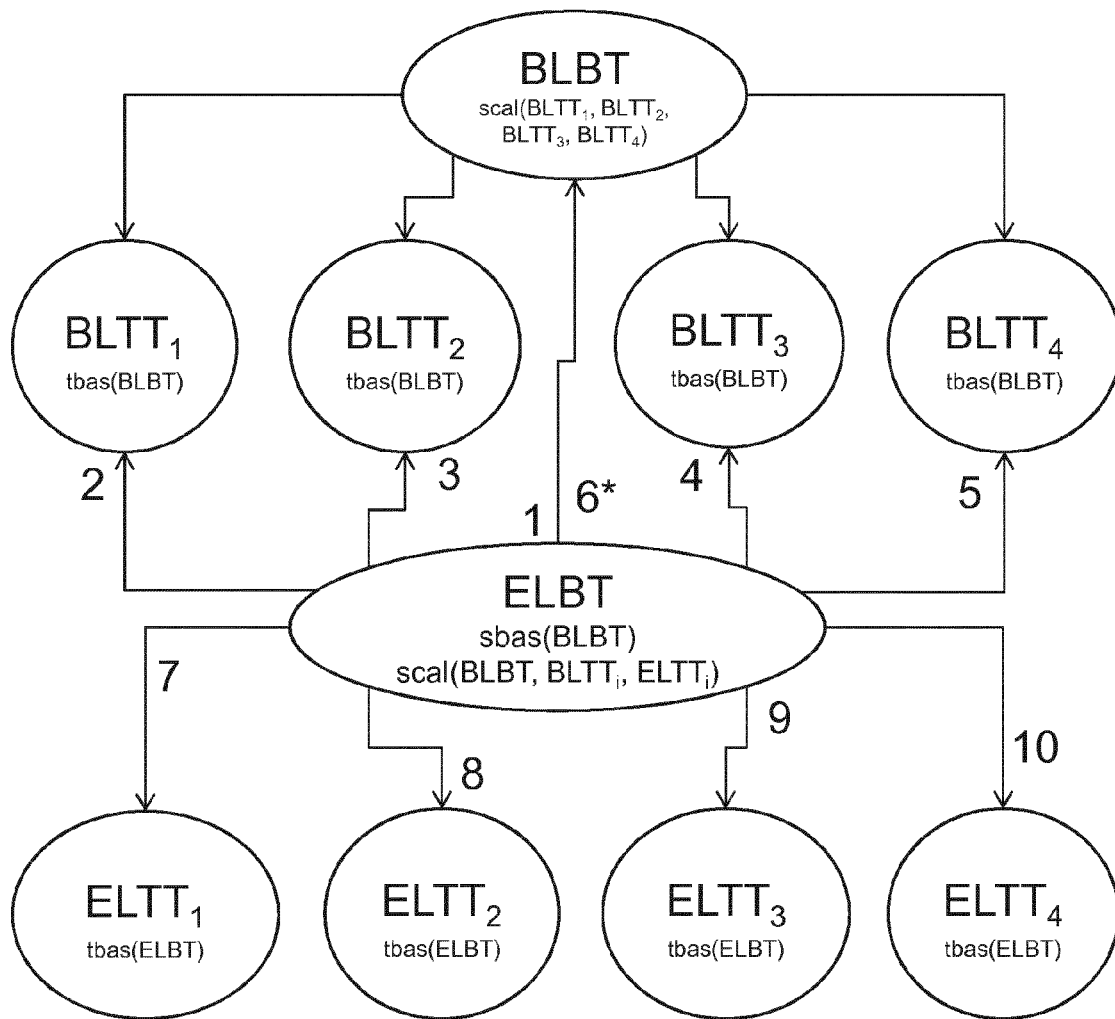 BLBT
scal(BLTT₁, BLTT₂,
BLTT₃, BLTT₄)
BLTT₁
tbas(BLBT)
BLTT₂
tbas(BLBT)
BLTT₃
tbas(BLBT)
BLTT₄
tbas(BLBT)
2
3
1
6*
4
5
ELBT
sbas(BLBT)
scal(BLBT, BLTTᵢ, ELTTᵢ)
7
8
9
10
ELTT₁
tbas(ELBT)
ELTT₂
tbas(ELBT)
ELTT₃
tbas(ELBT)
ELTT₄
tbas(ELBT)